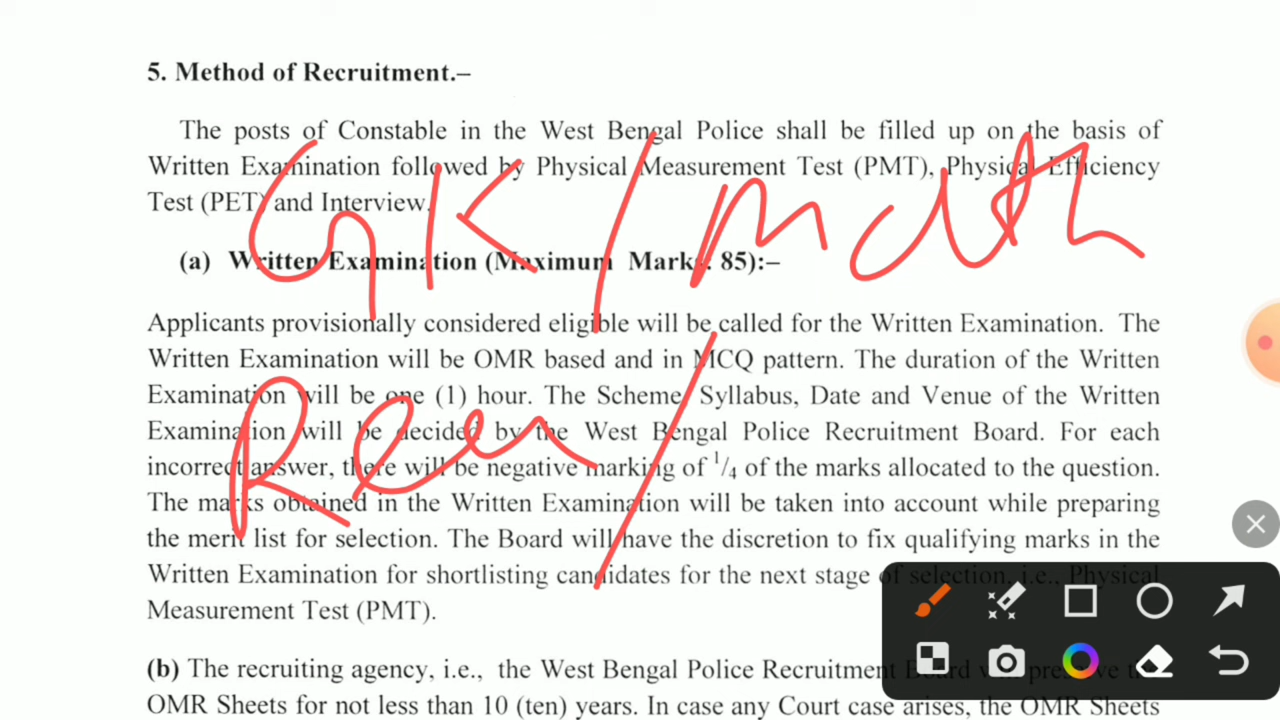 5. Method of Recruitment.–
The posts of Constable in the West Bengal Police shall be filled up on the basis of
Written Examination followed by Physical Measurement Test (PMT), Physical Efficiency
Test (PET) and Interview.
GK / Math
(a) Written Examination (Maximum Marks: 85):–
Applicants provisionally considered eligible will be called for the Written Examination. The
Written Examination will be OMR based and in MCQ pattern. The duration of the Written
Examination will be one (1) hour. The Scheme, Syllabus, Date and Venue of the Written
Examination will be decided by the West Bengal Police Recruitment Board. For each
incorrect answer, there will be negative marking of 1/4 of the marks allocated to the question.
The marks obtained in the Written Examination will be taken into account while preparing
the merit list for selection. The Board will have the discretion to fix qualifying marks in the
Written Examination for shortlisting candidates for the next stage of selection, i.e., Physical
Measurement Test (PMT).
(b) The recruiting agency, i.e., the West Bengal Police Recruitment Board will preserve the
OMR Sheets for not less than 10 (ten) years. In case any Court case arises, the OMR Sheets